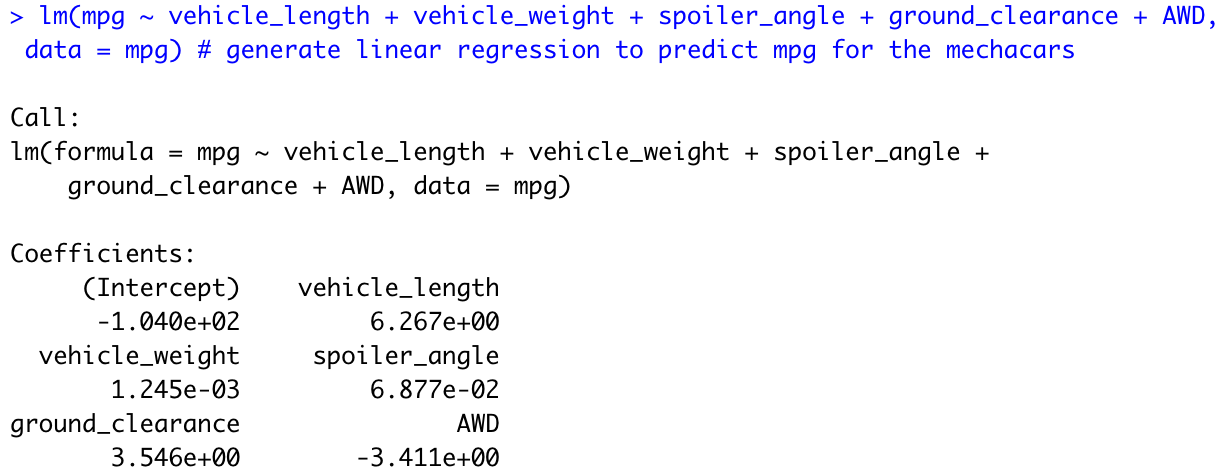 > lm(mpg ~ vehicle_length + vehicle_weight + spoiler_angle + ground_clearance + AWD,
 data = mpg) # generate linear regression to predict mpg for the mechacars

Call:
lm(formula = mpg ~ vehicle_length + vehicle_weight + spoiler_angle +
    ground_clearance + AWD, data = mpg)

Coefficients:
     (Intercept)    vehicle_length
      -1.040e+02         6.267e+00
  vehicle_weight     spoiler_angle
       1.245e-03         6.877e-02
ground_clearance               AWD
       3.546e+00        -3.411e+00